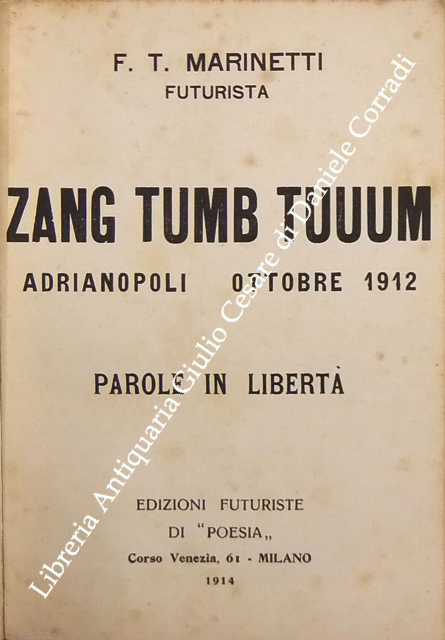 F. T. MARINETTI
FUTURISTA
ZANG TUMB TUUUM
ADRIANOPOLI OTTOBRE 1912
PAROLE IN LIBERTÀ
EDIZIONI FUTURISTE
DI "POESIA„
Corso Venezia, 61 - MILANO
1914
Libreria Antiquaria Giulio Cesare di Daniele Corradi